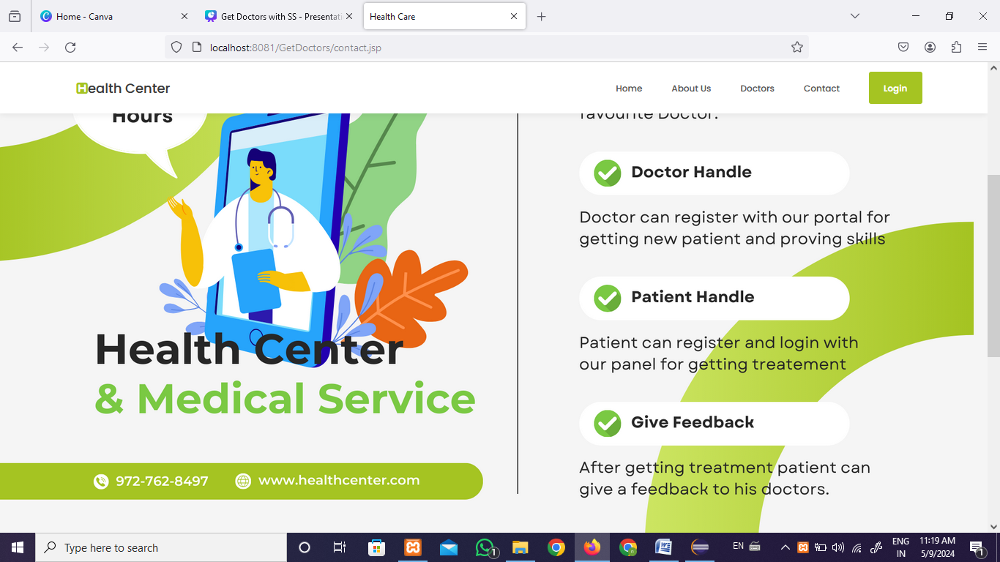 Home - Canva
Get Doctors with SS - Presentati
Health Care
localhost:8081/GetDoctors/contact.jsp
Health Center
Home
About Us
Doctors
Contact
Login
Hours
Health Center
& Medical Service
972-762-8497
www.healthcenter.com
favourite Doctor.
Doctor Handle
Doctor can register with our portal for
getting new patient and proving skills
Patient Handle
Patient can register and login with
our panel for getting treatement
Give Feedback
After getting treatment patient can
give a feedback to his doctors.
Type here to search
1
EN
ENG
IN
11:19 AM
5/9/2024
1